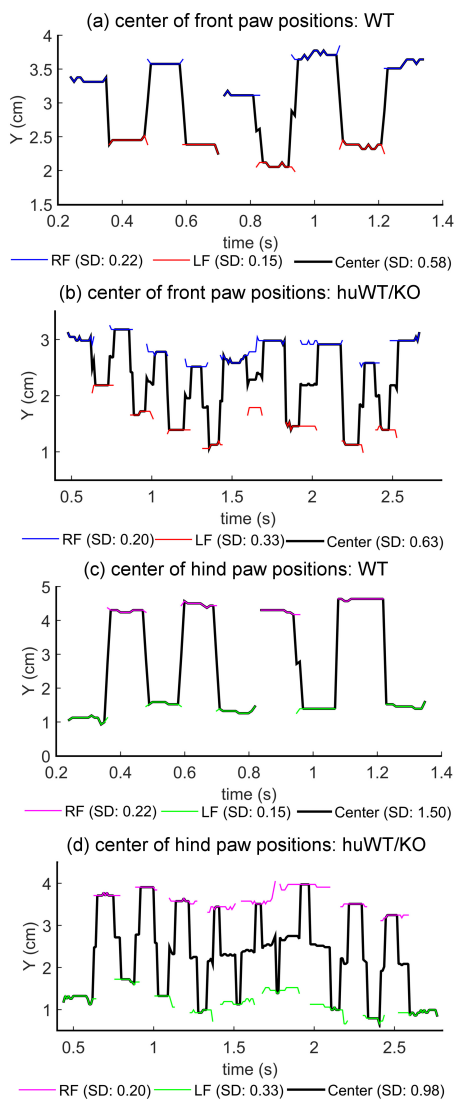 (a) center of front paw positions: WT
4
3.5
3
2.5
2
1.5
Y (cm)
0.2 0.4 0.6 0.8 1 1.2 1.4
time (s)
RF (SD: 0.22) LF (SD: 0.15) Center (SD: 0.58)
(b) center of front paw positions: huWT/KO
3
2
1
Y (cm)
0.5 1 1.5 2 2.5
time (s)
RF (SD: 0.20) LF (SD: 0.33) Center (SD: 0.63)
(c) center of hind paw positions: WT
5
4
3
2
1
0
Y (cm)
0.2 0.4 0.6 0.8 1 1.2 1.4
time (s)
RF (SD: 0.22) LF (SD: 0.15) Center (SD: 1.50)
(d) center of hind paw positions: huWT/KO
4
3
2
1
Y (cm)
0.5 1 1.5 2 2.5
time (s)
RF (SD: 0.20) LF (SD: 0.33) Center (SD: 0.98)